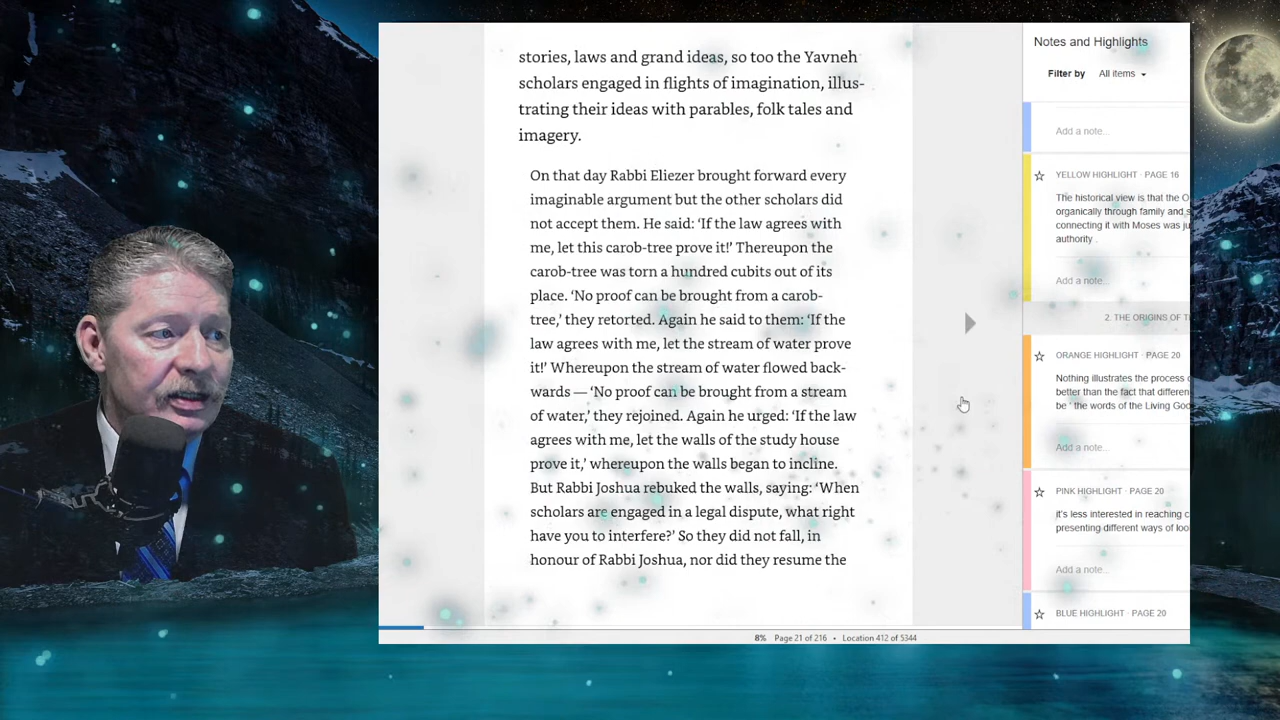 stories, laws and grand ideas, so too the Yavneh
scholars engaged in flights of imagination, illus-
trating their ideas with parables, folk tales and
imagery.
On that day Rabbi Eliezer brought forward every
imaginable argument but the other scholars did
not accept them. He said: ‘If the law agrees with
me, let this carob-tree prove it!’ Thereupon the
carob-tree was torn a hundred cubits out of its
place. ‘No proof can be brought from a carob-
tree,’ they retorted. Again he said to them: ‘If the
law agrees with me, let the stream of water prove
it!’ Whereupon the stream of water flowed back-
wards — ‘No proof can be brought from a stream
of water,’ they rejoined. Again he urged: ‘If the law
agrees with me, let the walls of the study house
prove it,’ whereupon the walls began to incline.
But Rabbi Joshua rebuked the walls, saying: ‘When
scholars are engaged in a legal dispute, what right
have you to interfere?’ So they did not fall, in
honour of Rabbi Joshua, nor did they resume the
8% Page 21 of 216 • Location 412 of 5344
Notes and Highlights
Filter by All items
Add a note...
YELLOW HIGHLIGHT · PAGE 16
The historical view is that the O
organically through family and s
connecting it with Moses was ju
authority .
Add a note...
2. THE ORIGINS OF T
ORANGE HIGHLIGHT · PAGE 20
Nothing illustrates the process o
better than the fact that differen
be ‘ the words of the Living Go
Add a note...
PINK HIGHLIGHT · PAGE 20
it's less interested in reaching c
presenting different ways of loo
Add a note...
BLUE HIGHLIGHT · PAGE 20